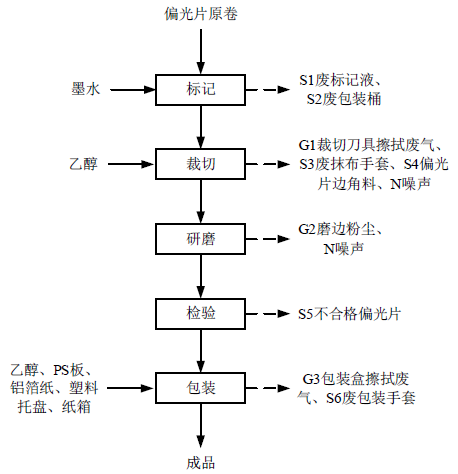 偏光片原卷
墨水
标记
S1废标记液、
S2废包装桶
乙醇
裁切
G1裁切刀具擦拭废气、
S3废抹布手套、S4偏光
片边角料、N噪声
研磨
G2磨边粉尘、
N噪声
检验
S5不合格偏光片
乙醇、PS板、
铝箔纸、塑料
托盘、纸箱
包装
G3包装盒擦拭废
气、S6废包装手套
成品